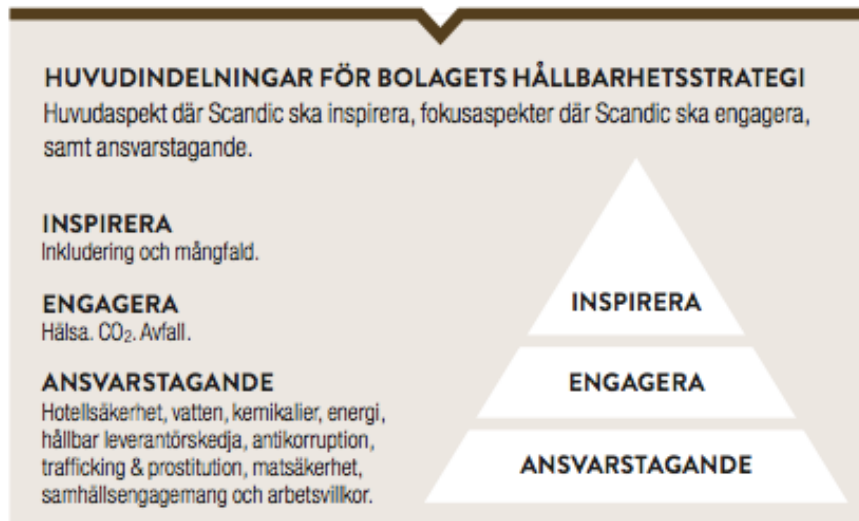 HUVUDINDELNINGAR FÖR BOLAGETS HÅLLBARHETSSTRATEGI
Huvudaspekt där Scandic ska inspirera, fokusaspekter där Scandic ska engagera,
samt ansvarstagande.
INSPIRERA
Inkludering och mångfald.
ENGAGERA
Hälsa. CO₂. Avfall.
ANSVARSTAGANDE
Hotellsäkerhet, vatten, kemikalier, energi,
hållbar leverantörskedja, antikorruption,
trafficking & prostitution, matsäkerhet,
samhällsengagemang och arbetsvillkor.
INSPIRERA
ENGAGERA
ANSVARSTAGANDE